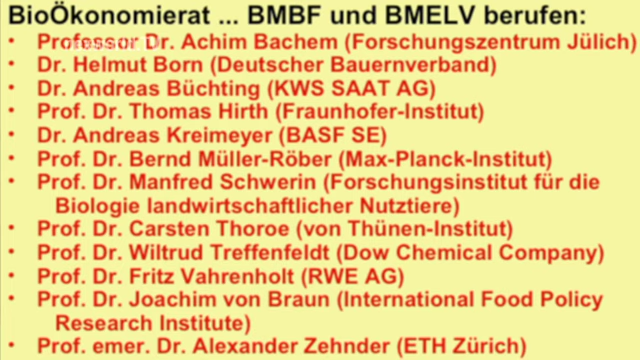 BioÖkonomierat ... BMBF und BMELV berufen:
• Professor Dr. Achim Bachem (Forschungszentrum Jülich)
• Dr. Helmut Born (Deutscher Bauernverband)
• Dr. Andreas Büchting (KWS SAAT AG)
• Prof. Dr. Thomas Hirth (Fraunhofer-Institut)
• Dr. Andreas Kreimeyer (BASF SE)
• Prof. Dr. Bernd Müller-Röber (Max-Planck-Institut)
• Prof. Dr. Manfred Schwerin (Forschungsinstitut für die
Biologie landwirtschaftlicher Nutztiere)
• Prof. Dr. Carsten Thoroe (von Thünen-Institut)
• Prof. Dr. Wiltrud Treffenfeldt (Dow Chemical Company)
• Prof. Dr. Fritz Vahrenholt (RWE AG)
• Prof. Dr. Joachim von Braun (International Food Policy
Research Institute)
• Prof. emer. Dr. Alexander Zehnder (ETH Zürich)